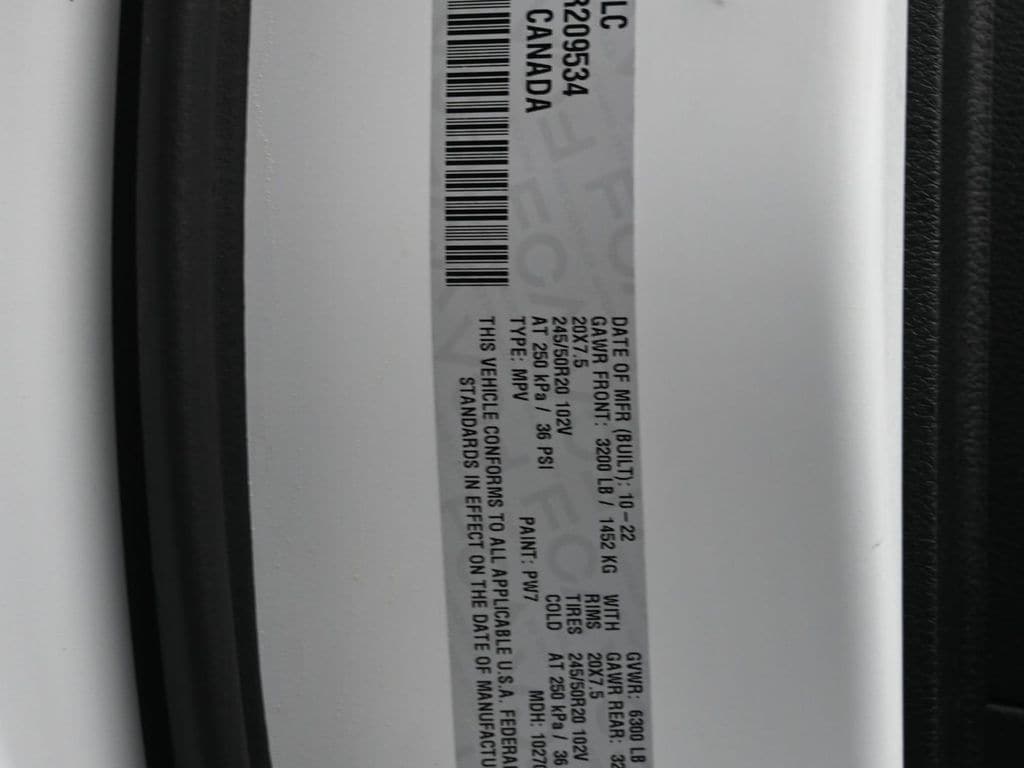 LC
R209534
CANADA
DATE OF MFR (BUILT): 10-22 GVWR: 6300 LB
GAWR FRONT: 3200 LB / 1452 KG WITH GAWR REAR: 32
20X7.5 RIMS 20X7.5
245/50R20 102V TIRES 245/50R20 102V
AT 250 kPa / 36 PSI COLD AT 250 kPa / 36
TYPE: MPV PAINT: PW7 MDH: 1027
THIS VEHICLE CONFORMS TO ALL APPLICABLE U.S.A. FEDERAL
STANDARDS IN EFFECT ON THE DATE OF MANUFACTU